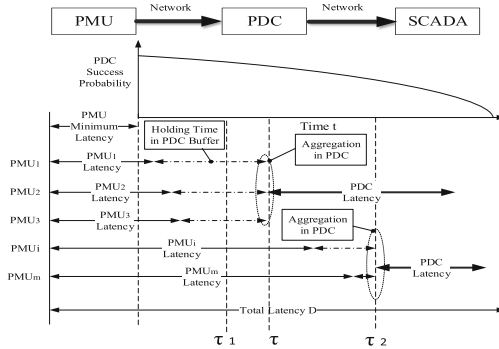 PMU
Network
PDC
Network
SCADA
PDC
Success
Probability
PMU
Minimum
Latency
Holding Time
in PDC Buffer
Time t
Aggregation
in PDC
PMU1
PMU1
Latency
PMU2
PMU2
Latency
PDC
Latency
PMU3
PMU3
Latency
Aggregation
in PDC
PMUi
PMUi
Latency
PDC
Latency
PMUm
PMUm
Latency
Total Latency D
τ 1
τ
τ 2